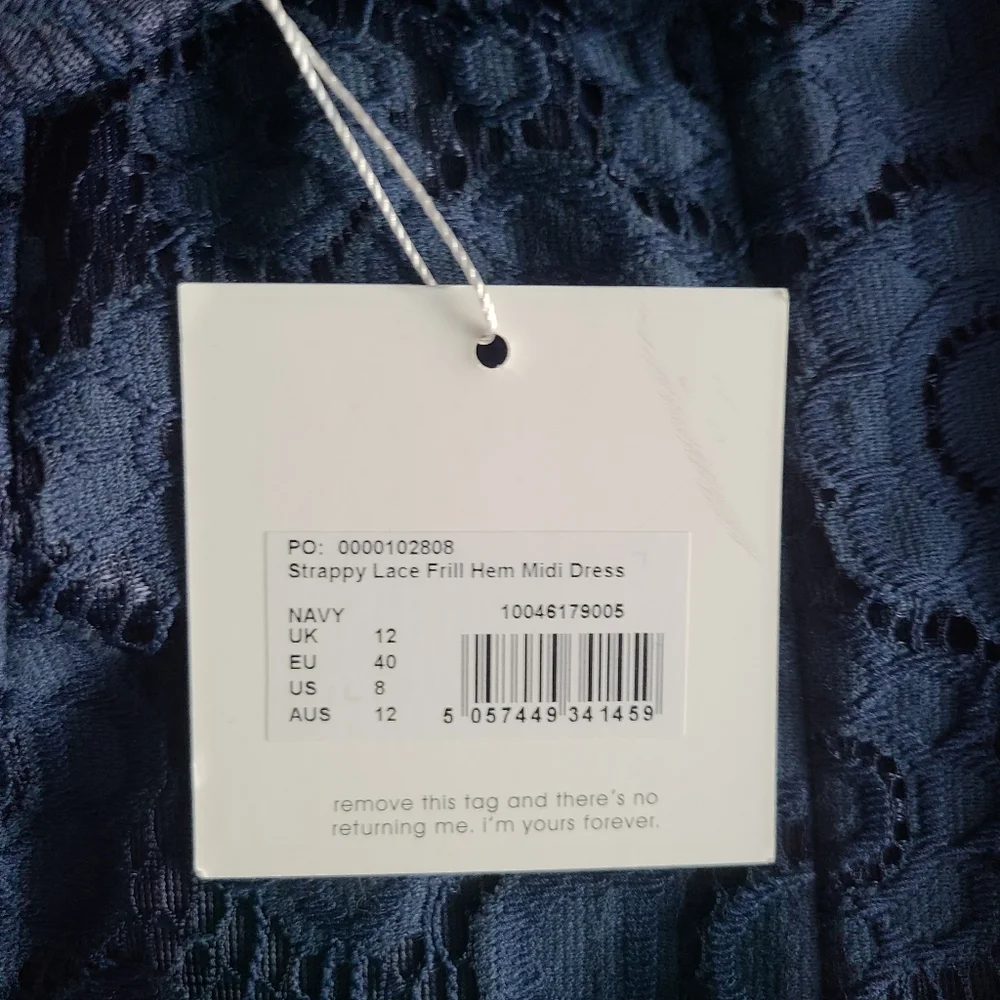 PO: 0000102808
Strappy Lace Frill Hem Midi Dress
NAVY 10046179005
UK 12
EU 40
US 8
AUS 12
5 057449 341459
remove this tag and there's no
returning me. i'm yours forever.